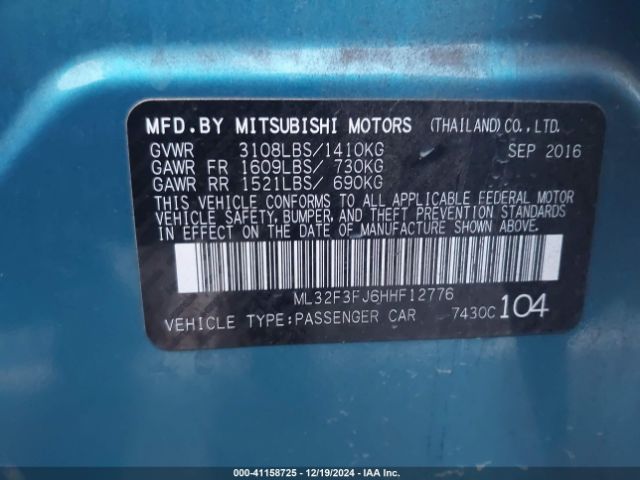 MFD.BY MITSUBISHI MOTORS (THAILAND)CO.,LTD.
GVWR 3108LBS/1410KG SEP 2016
GAWR FR 1609LBS/ 730KG
GAWR RR 1521LBS/ 690KG
THIS VEHICLE CONFORMS TO ALL APPLICABLE FEDERAL MOTOR
VEHICLE SAFETY, BUMPER, AND THEFT PREVENTION STANDARDS
IN EFFECT ON THE DATE OF MANUFACTURE SHOWN ABOVE.
ML32F3FJ6HHF12776
VEHICLE TYPE:PASSENGER CAR 7430C 104
000-41158725 - 12/19/2024 - IAA Inc.